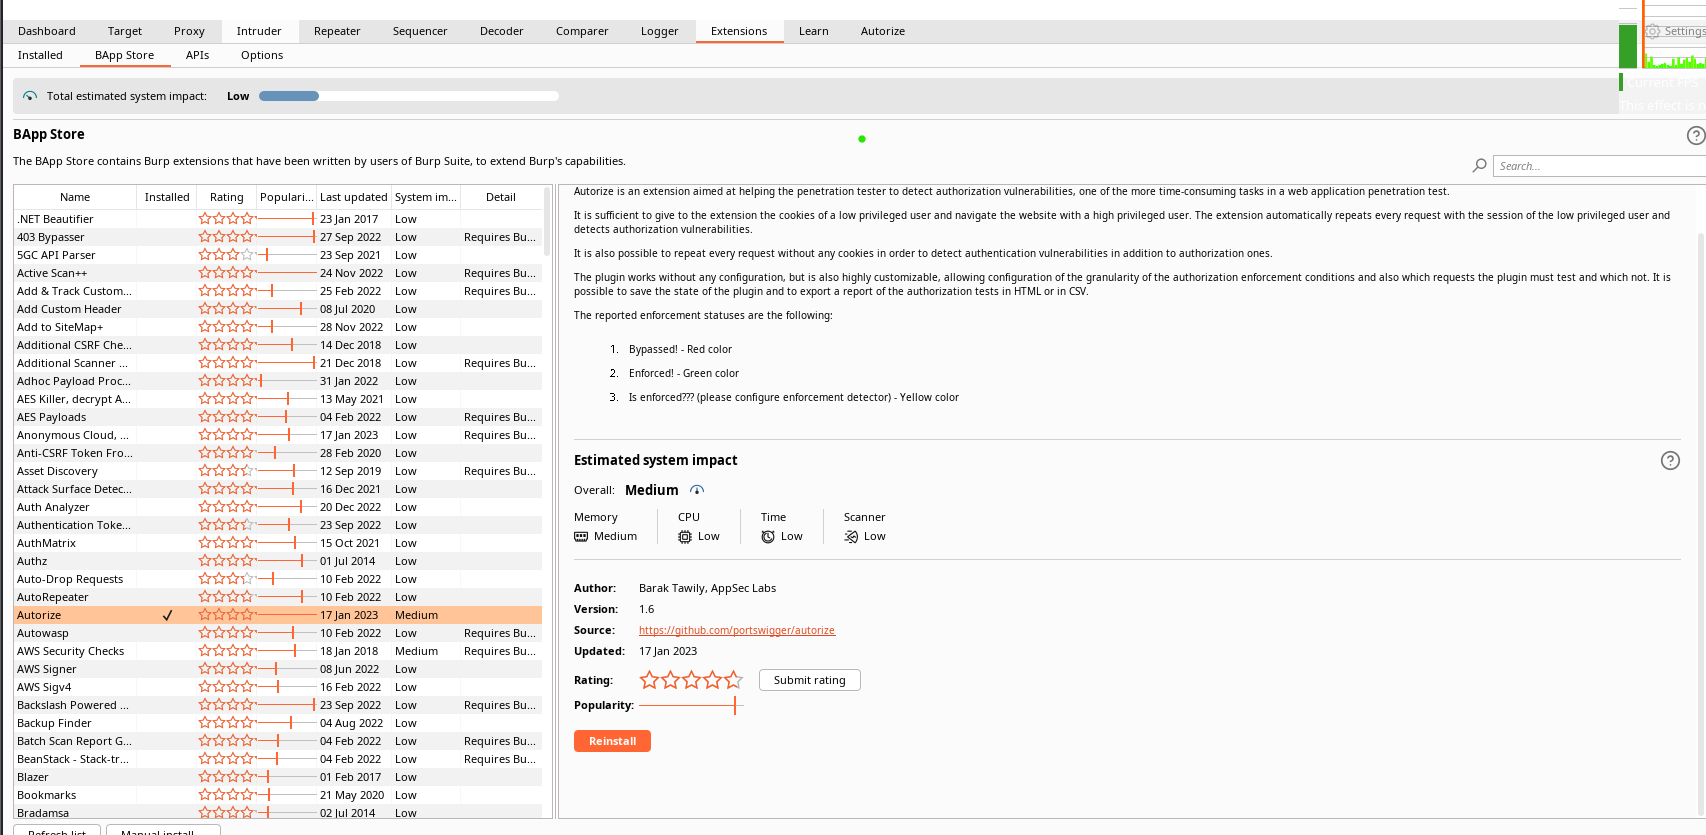 Dashboard Target Proxy Intruder Repeater Sequencer Decoder Comparer Logger Extensions Learn Autorize
Settings
Installed BApp Store APIs Options
Total estimated system impact: Low
Current FPS
This effect is n
BApp Store
The BApp Store contains Burp extensions that have been written by users of Burp Suite, to extend Burp's capabilities.
Search...
Name Installed Rating Populari... Last updated System im... Detail
.NET Beautifier 23 Jan 2017 Low
403 Bypasser 27 Sep 2022 Low Requires Bu...
5GC API Parser 23 Sep 2021 Low
Active Scan++ 24 Nov 2022 Low Requires Bu...
Add & Track Custom... 25 Feb 2022 Low Requires Bu...
Add Custom Header 08 Jul 2020 Low
Add to SiteMap+ 28 Nov 2022 Low
Additional CSRF Che... 14 Dec 2018 Low
Additional Scanner ... 21 Dec 2018 Low Requires Bu...
Adhoc Payload Proc... 31 Jan 2022 Low
AES Killer, decrypt A... 13 May 2021 Low
AES Payloads 04 Feb 2022 Low Requires Bu...
Anonymous Cloud, ... 17 Jan 2023 Low Requires Bu...
Anti-CSRF Token Fro... 28 Feb 2020 Low
Asset Discovery 12 Sep 2019 Low Requires Bu...
Attack Surface Detec... 16 Dec 2021 Low
Auth Analyzer 20 Dec 2022 Low
Authentication Toke... 23 Sep 2022 Low
AuthMatrix 15 Oct 2021 Low
Authz 01 Jul 2014 Low
Auto-Drop Requests 10 Feb 2022 Low
AutoRepeater 10 Feb 2022 Low
Autorize ✓ 17 Jan 2023 Medium
Autowasp 10 Feb 2022 Low Requires Bu...
AWS Security Checks 18 Jan 2018 Medium Requires Bu...
AWS Signer 08 Jun 2022 Low
AWS Sigv4 16 Feb 2022 Low
Backslash Powered ... 23 Sep 2022 Low Requires Bu...
Backup Finder 04 Aug 2022 Low
Batch Scan Report G... 04 Feb 2022 Low Requires Bu...
BeanStack - Stack-tr... 04 Feb 2022 Low Requires Bu...
Blazer 01 Feb 2017 Low
Bookmarks 21 May 2020 Low
Bradamsa 02 Jul 2014 Low
Refresh list Manual install ...
Autorize is an extension aimed at helping the penetration tester to detect authorization vulnerabilities, one of the more time-consuming tasks in a web application penetration test.
It is sufficient to give to the extension the cookies of a low privileged user and navigate the website with a high privileged user. The extension automatically repeats every request with the session of the low privileged user and
detects authorization vulnerabilities.
It is also possible to repeat every request without any cookies in order to detect authentication vulnerabilities in addition to authorization ones.
The plugin works without any configuration, but is also highly customizable, allowing configuration of the granularity of the authorization enforcement conditions and also which requests the plugin must test and which not. It is
possible to save the state of the plugin and to export a report of the authorization tests in HTML or in CSV.
The reported enforcement statuses are the following:
1. Bypassed! - Red color
2. Enforced! - Green color
3. Is enforced??? (please configure enforcement detector) - Yellow color
Estimated system impact
Overall: Medium
Memory CPU Time Scanner
Medium Low Low Low
Author: Barak Tawily, AppSec Labs
Version: 1.6
Source: https://github.com/portswigger/autorize
Updated: 17 Jan 2023
Rating: Submit rating
Popularity:
Reinstall